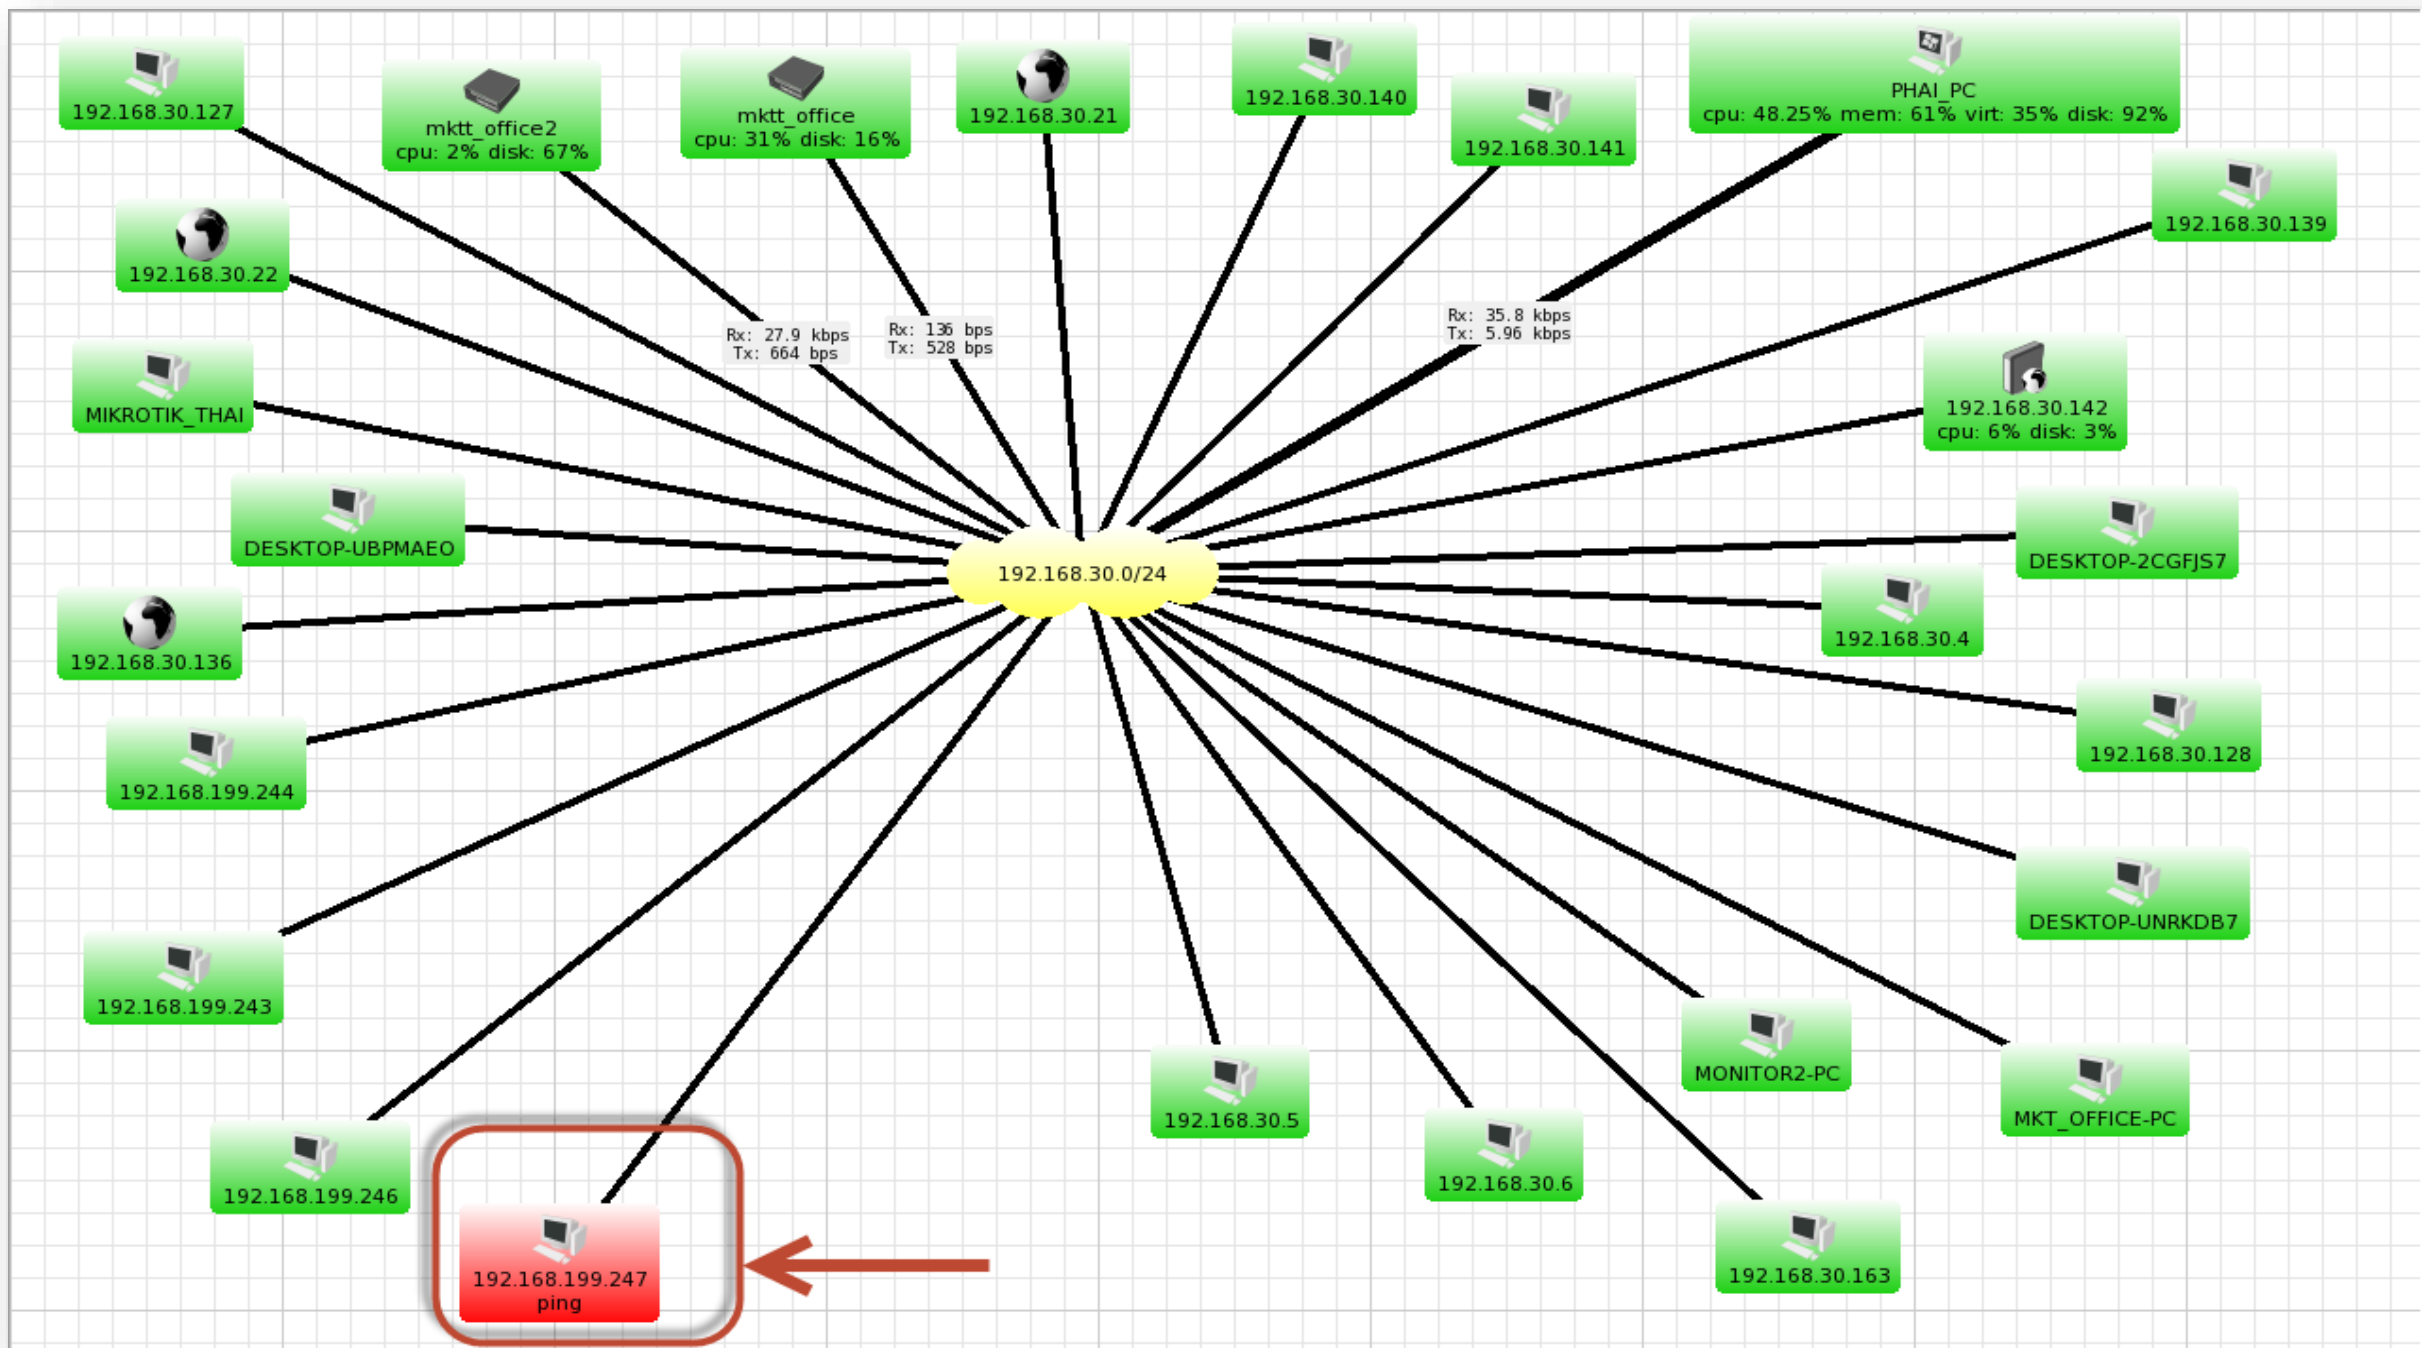 192.168.30.127
mktt_office2
cpu: 2% disk: 67%
mktt_office
cpu: 31% disk: 16%
192.168.30.21
192.168.30.140
192.168.30.141
PHAI_PC
cpu: 48.25% mem: 61% virt: 35% disk: 92%
192.168.30.139
192.168.30.22
Rx: 27.9 kbps
Tx: 664 bps
Rx: 136 bps
Tx: 528 bps
Rx: 35.8 kbps
Tx: 5.96 kbps
MIKROTIK_THAI
192.168.30.142
cpu: 6% disk: 3%
DESKTOP-UBPMAEO
192.168.30.0/24
DESKTOP-2CGFJS7
192.168.30.4
192.168.30.136
192.168.30.128
192.168.199.244
DESKTOP-UNRKDB7
192.168.199.243
MONITOR2-PC
192.168.30.5
MKT_OFFICE-PC
192.168.199.246
192.168.30.6
192.168.199.247
ping
192.168.30.163